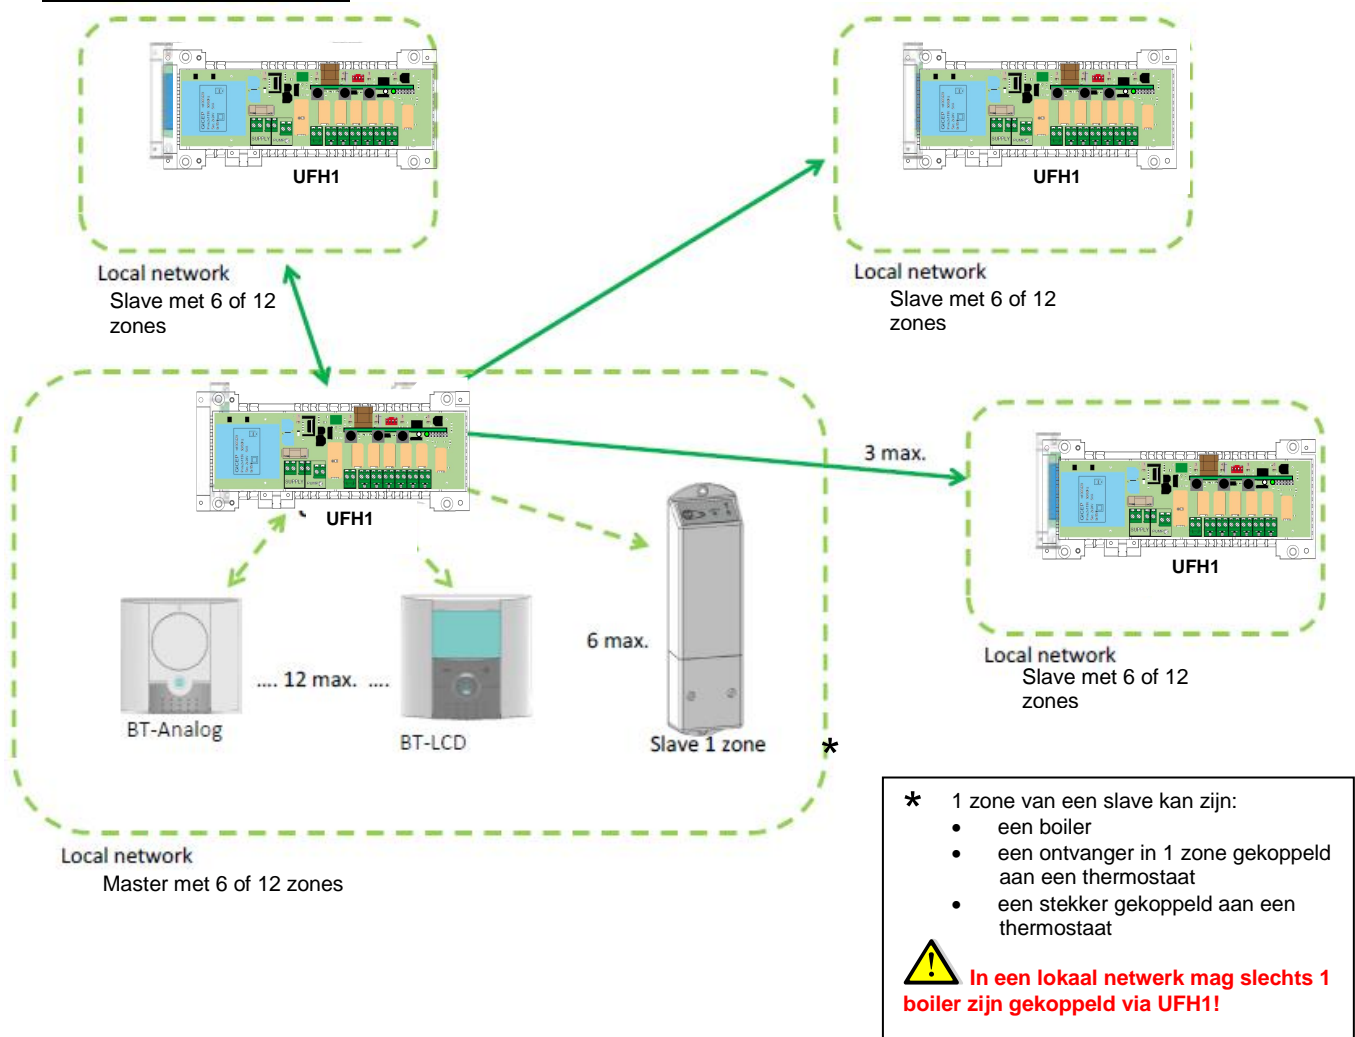 UFH1
UFH1
Local network
Slave met 6 of 12
zones
Local network
Slave met 6 of 12
zones
SUPPLY
UFH1
3 max.
UFH1
6 max.
.... 12 max. ....
BT-Analog
BT-LCD
Slave 1 zone
*
Local network
Slave met 6 of 12
zones
Local network
Master met 6 of 12 zones
* 1 zone van een slave kan zijn:
• een boiler
• een ontvanger in 1 zone gekoppeld
aan een thermostaat
• een stekker gekoppeld aan een
thermostaat
In een lokaal netwerk mag slechts 1
boiler zijn gekoppeld via UFH1!